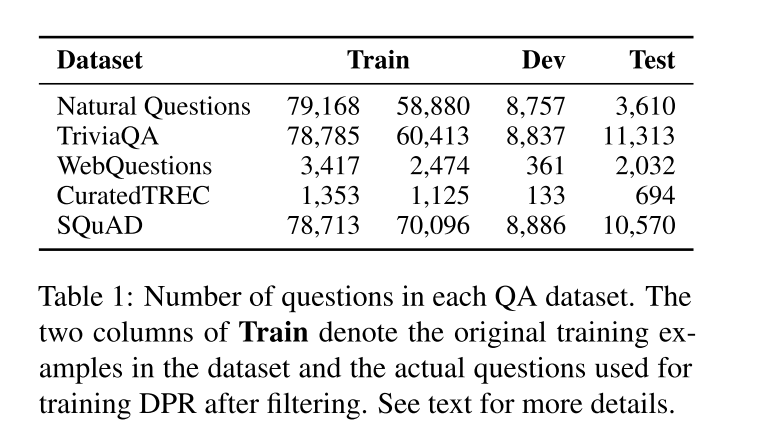 Dataset Train Dev Test
Natural Questions 79,168 58,880 8,757 3,610
TriviaQA 78,785 60,413 8,837 11,313
WebQuestions 3,417 2,474 361 2,032
CuratedTREC 1,353 1,125 133 694
SQuAD 78,713 70,096 8,886 10,570
Table 1: Number of questions in each QA dataset. The
two columns of Train denote the original training ex-
amples in the dataset and the actual questions used for
training DPR after filtering. See text for more details.